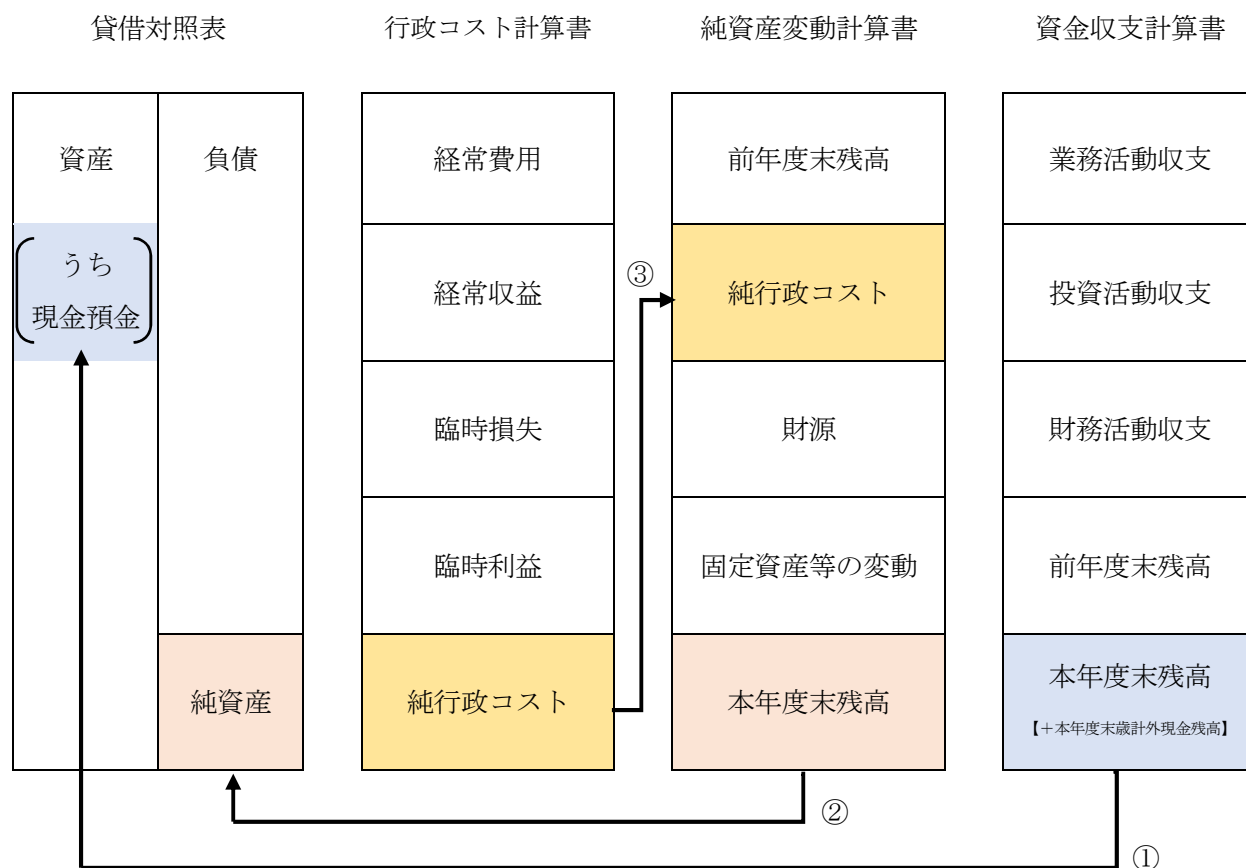 貸借対照表
行政コスト計算書
純資産変動計算書
資金収支計算書
資産
負債
うち
現金預金
純資産
経常費用
経常収益
臨時損失
臨時利益
純行政コスト
③
前年度末残高
純行政コスト
財源
固定資産等の変動
本年度末残高
②
業務活動収支
投資活動収支
財務活動収支
前年度末残高
本年度末残高
【＋本年度末歳計外現金残高】
①